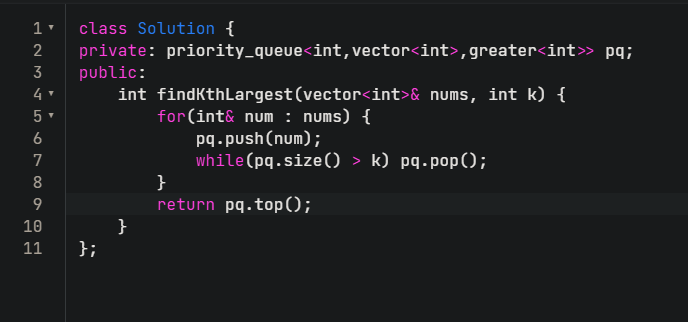 1 class Solution {
2 private: priority_queue<int,vector<int>,greater<int>> pq;
3 public:
4     int findKthLargest(vector<int>& nums, int k) {
5         for(int& num : nums) {
6             pq.push(num);
7             while(pq.size() > k) pq.pop();
8         }
9         return pq.top();
10     }
11 };